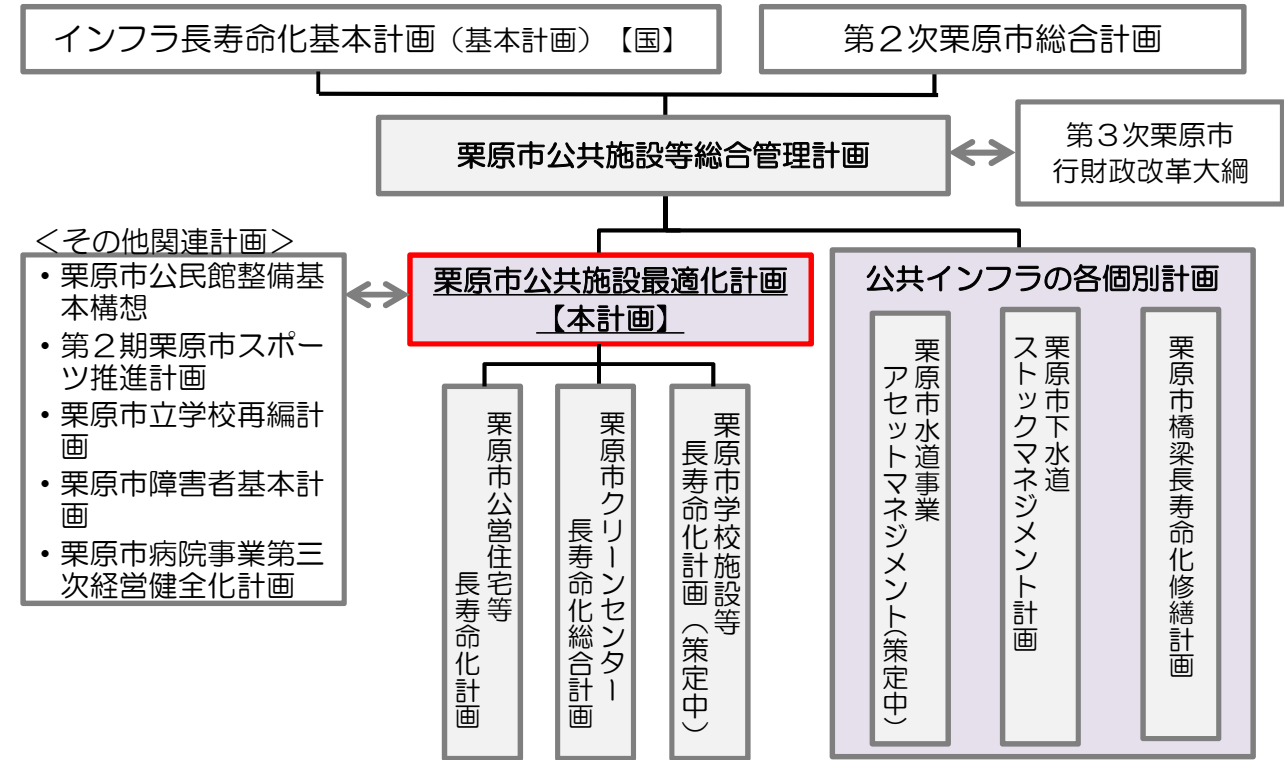 インフラ長寿命化基本計画（基本計画）【国】
第２次栗原市総合計画
栗原市公共施設等総合管理計画
第３次栗原市
行財政改革大綱
＜その他関連計画＞
・栗原市公民館整備基
本構想
・第２期栗原市スポー
ツ推進計画
・栗原市立学校再編計
画
・栗原市障害者基本計
画
・栗原市病院事業第三
次経営健全化計画
栗原市公共施設最適化計画
【本計画】
栗原市公営住宅等
長寿命化計画
栗原市クリーンセンター
長寿命化総合計画
栗原市学校施設等
長寿命化計画（策定中）
公共インフラの各個別計画
栗原市水道事業
アセットマネジメント（策定中）
栗原市下水道
ストックマネジメント計画
栗原市橋梁長寿命化修繕計画